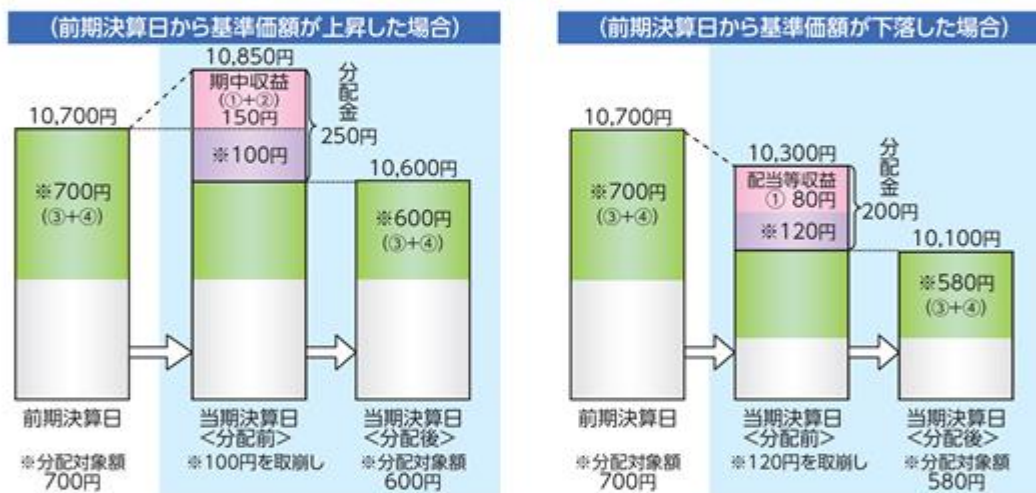 (前期決算日から基準価額が上昇した場合)
10,850円
期中収益
(①+②)
150円
※100円
分配金
250円
10,700円
※700円
(③+④)
10,600円
※600円
(③+④)
前期決算日
※分配対象額
700円
当期決算日
<分配前>
※100円を取崩し
当期決算日
<分配後>
※分配対象額
600円
(前期決算日から基準価額が下落した場合)
10,700円
※700円
(③+④)
10,300円
配当等収益
① 80円
※120円
分配金
200円
10,100円
※580円
(③+④)
前期決算日
※分配対象額
700円
当期決算日
<分配前>
※120円を取崩し
当期決算日
<分配後>
※分配対象額
580円